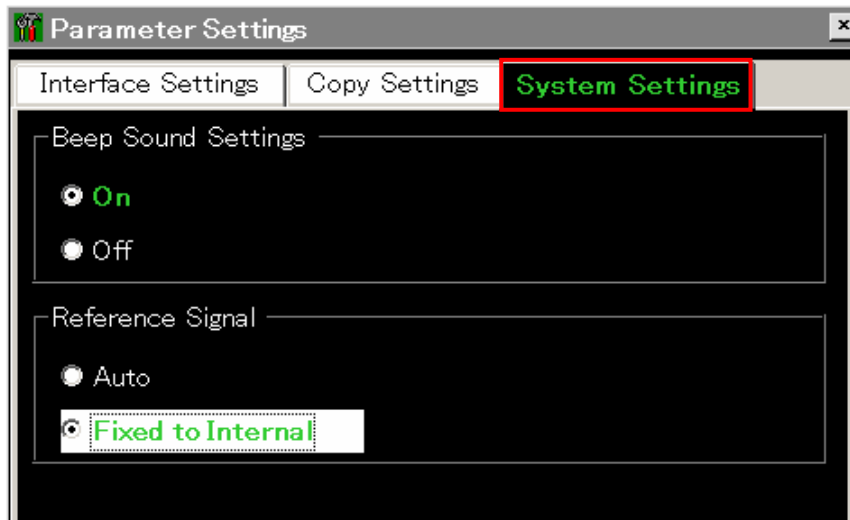 Parameter Settings
Interface Settings Copy Settings System Settings
Beep Sound Settings
On
Off
Reference Signal
Auto
Fixed to Internal